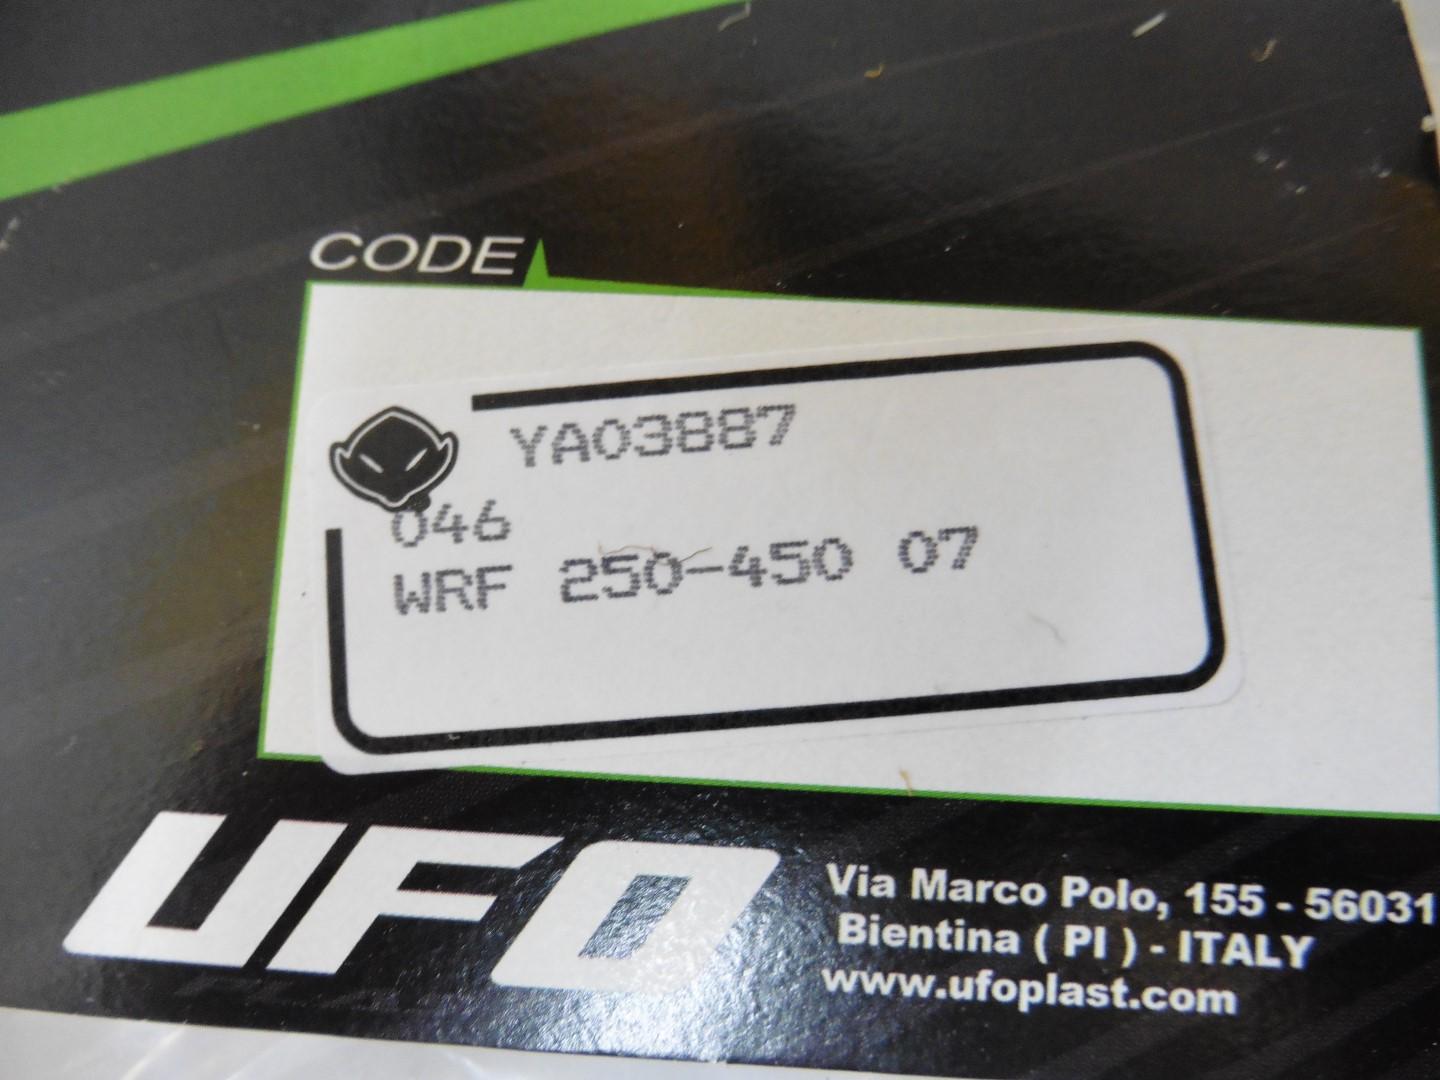 CODE
YA03887
046
WRF 250-450 07
UFO
Via Marco Polo, 155 - 56031
Bientina ( PI ) - ITALY
www.ufoplast.com